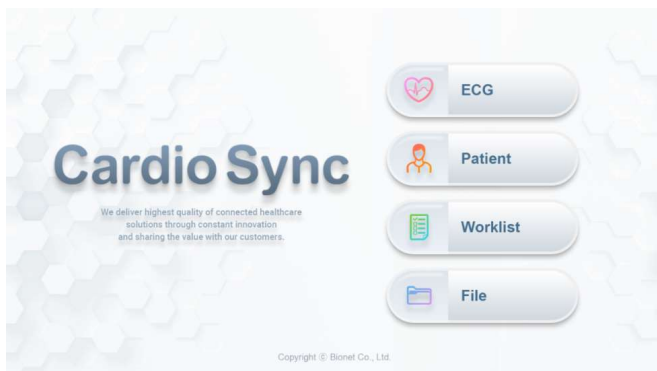 Cardio Sync
We deliver highest quality of connected healthcare
solutions through constant innovation
and sharing the value with our customers.
ECG
Patient
Worklist
File
Copyright © Bionet Co., Ltd.